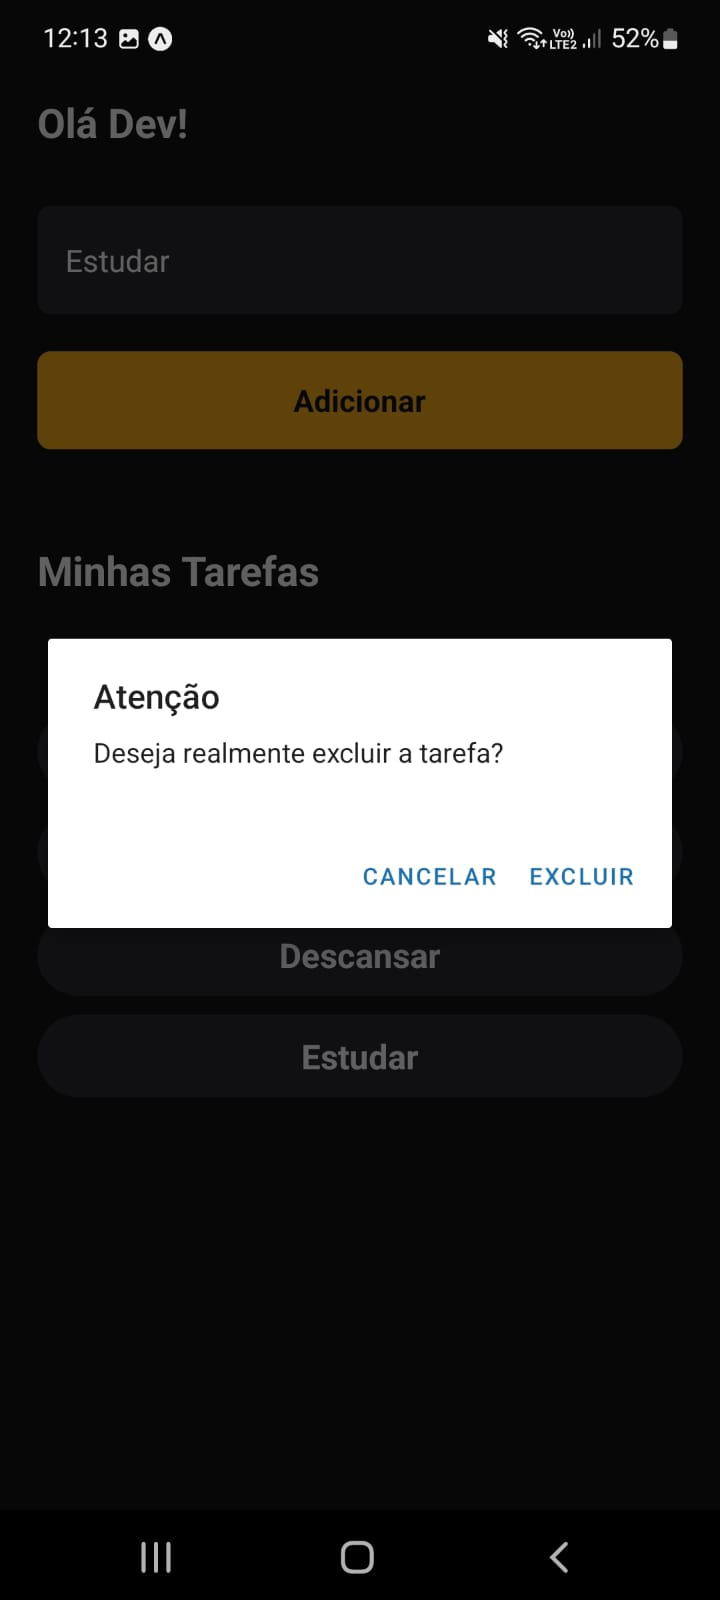 12:13 Vo)) LTE2 52%
Olá Dev!
Estudar
Adicionar
Minhas Tarefas
Atenção
Deseja realmente excluir a tarefa?
CANCELAR EXCLUIR
Descansar
Estudar